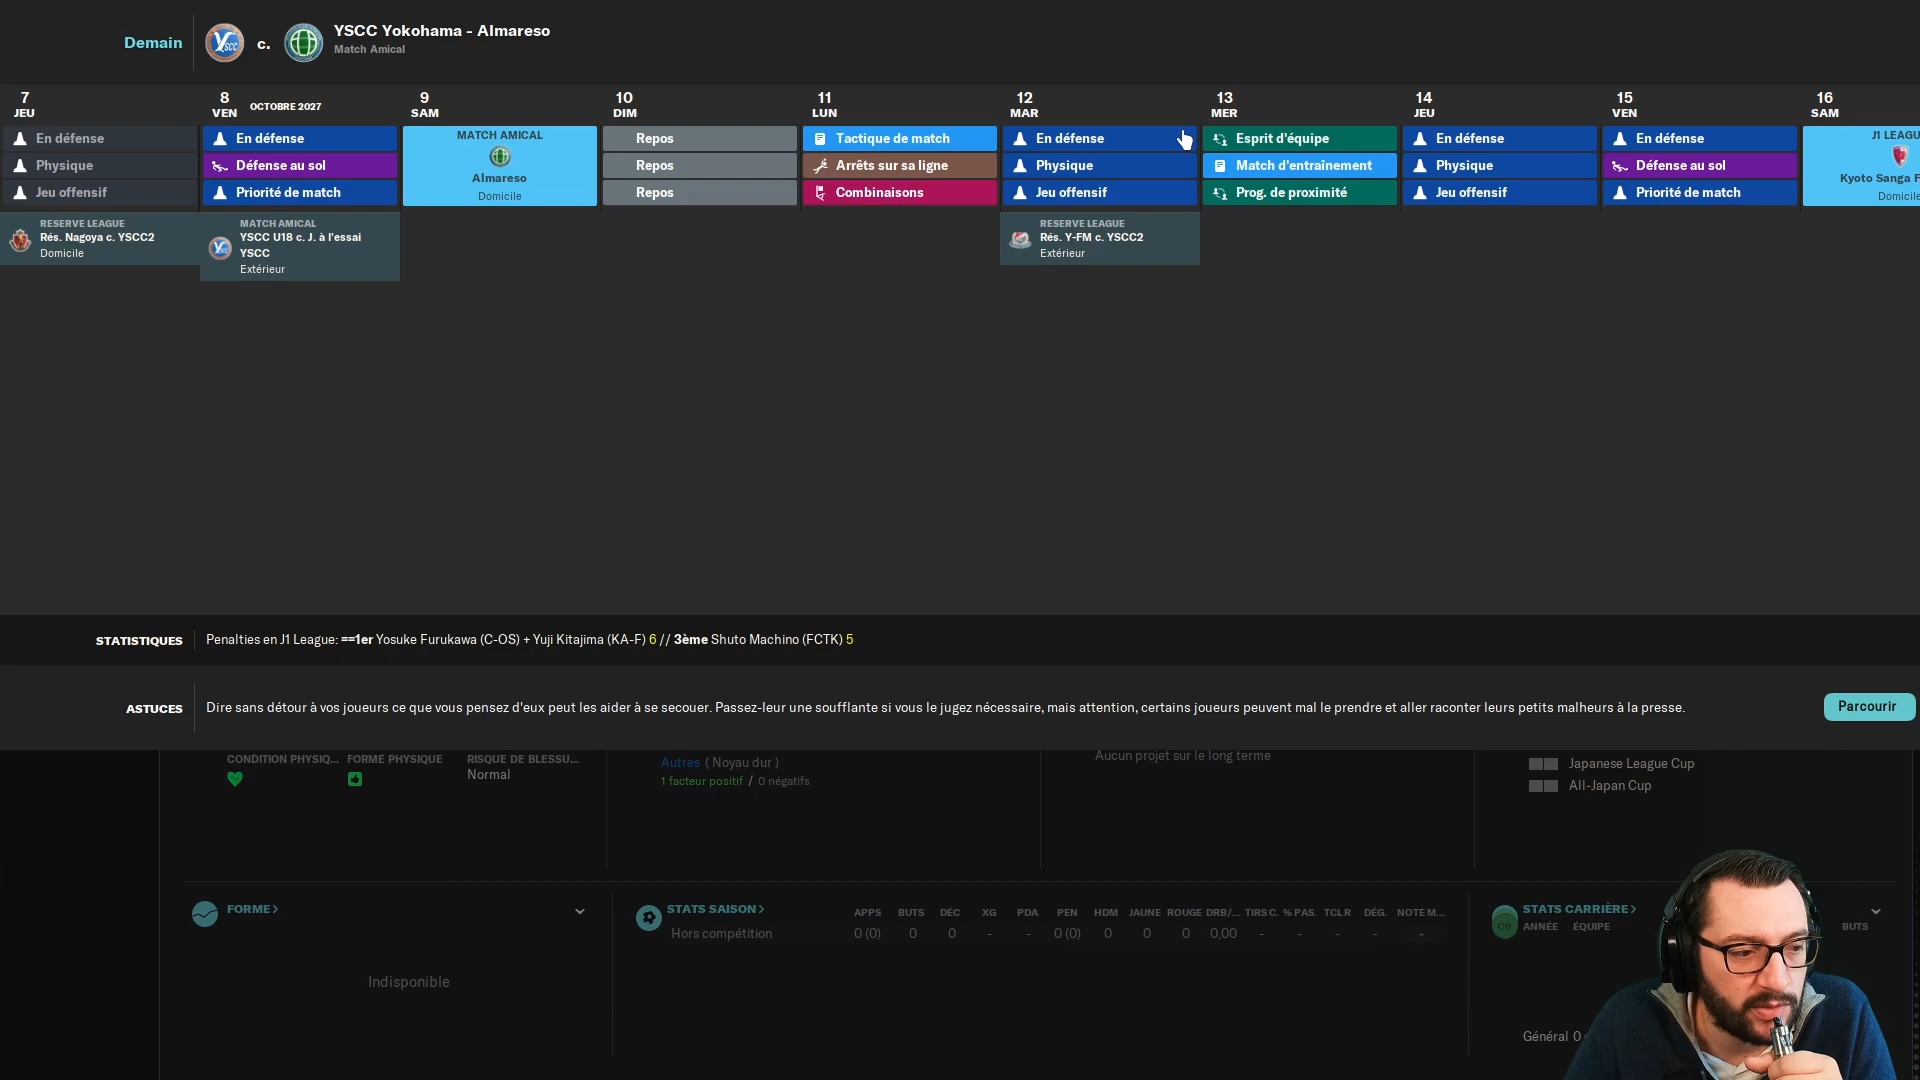 Demain
c.
YSCC Yokohama - Almareso
Match Amical
7 JEU
8 VEN OCTOBRE 2027
9 SAM
10 DIM
11 LUN
12 MAR
13 MER
14 JEU
15 VEN
16 SAM
En défense
Physique
Jeu offensif
En défense
Défense au sol
Priorité de match
MATCH AMICAL
Almareso
Domicile
Repos
Repos
Repos
Tactique de match
Arrêts sur sa ligne
Combinaisons
En défense
Physique
Jeu offensif
Esprit d'équipe
Match d'entraînement
Prog. de proximité
En défense
Physique
Jeu offensif
En défense
Défense au sol
Priorité de match
J1 LEAGU
Kyoto Sanga F
Domicile
RESERVE LEAGUE
Rés. Nagoya c. YSCC2
Domicile
MATCH AMICAL
YSCC U18 c. J. à l'essai
YSCC
Extérieur
RESERVE LEAGUE
Rés. Y-FM c. YSCC2
Extérieur
STATISTIQUES
Penalties en J1 League: ==1er Yosuke Furukawa (C-OS) + Yuji Kitajima (KA-F) 6 // 3ème Shuto Machino (FCTK) 5
ASTUCES
Dire sans détour à vos joueurs ce que vous pensez d'eux peut les aider à se secouer. Passez-leur une soufflante si vous le jugez nécessaire, mais attention, certains joueurs peuvent mal le prendre et aller raconter leurs petits malheurs à la presse.
Parcourir
CONDITION PHYSIQ... FORME PHYSIQUE RISQUE DE BLESSU...
Normal
Autres ( Noyau dur )
1 facteur positif / 0 négatifs
Aucun projet sur le long terme
Japanese League Cup
All-Japan Cup
FORME >
Indisponible
STATS SAISON > APPS BUTS DÉC XG PDA PEN HDM JAUNE ROUGE DRB/... TIRS C. % PAS. TCL R DÉG. NOTE M...
Hors compétition 0 (0) 0 0 - - 0 (0) 0 0 0 0,00 - - - - -
Off
STATS CARRIÈRE >
ANNÉE ÉQUIPE BUTS
Général 0